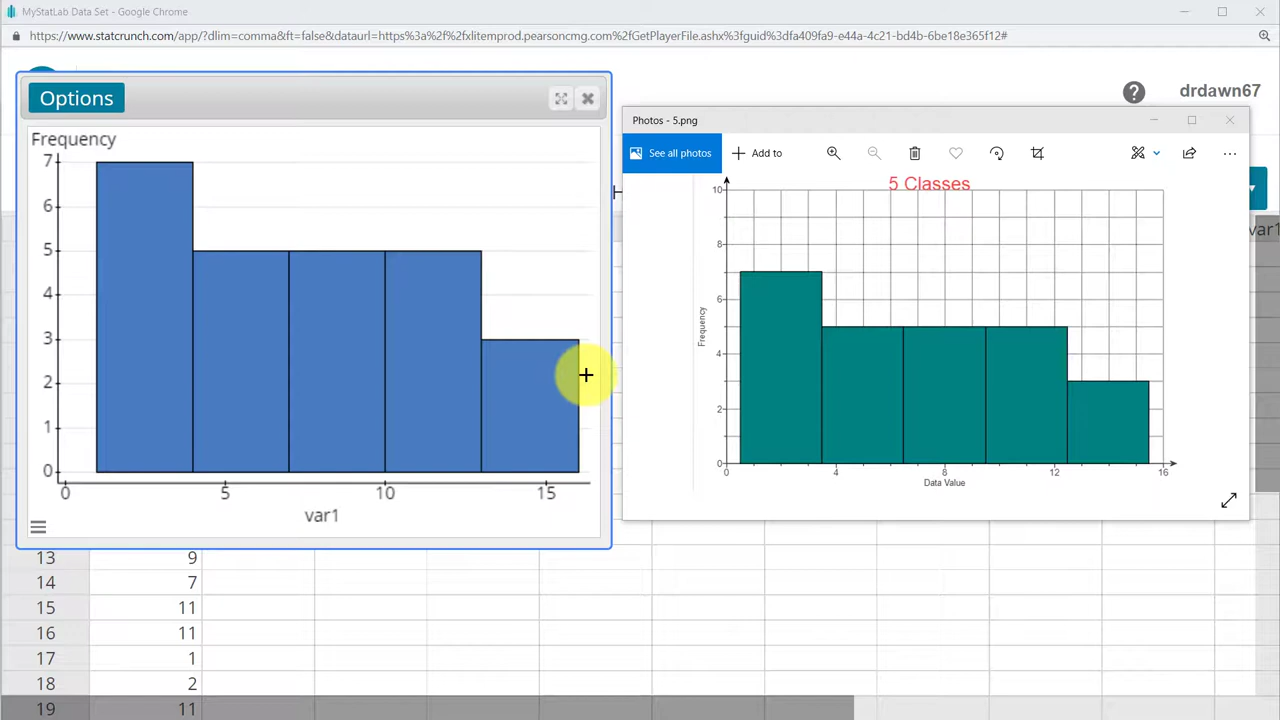 MyStatLab Data Set - Google Chrome
https://www.statcrunch.com/app/?dlim=comma&ft=false&dataurl=https%3a%2f%2fxlitemprod.pearsoncmg.com%2fGetPlayerFile.ashx%3fguid%3dfa409fa9-e44a-4c21-bd4b-6be18e365f12#
drdawn67
Options
Frequency
7
6
5
4
3
2
1
0
0 5 10 15
var1
Photos - 5.png
See all photos
Add to
5 Classes
10
8
6
4
2
0
Frequency
0 4 8 12 16
Data Value
var1
13 9
14 7
15 11
16 11
17 1
18 2
19 11